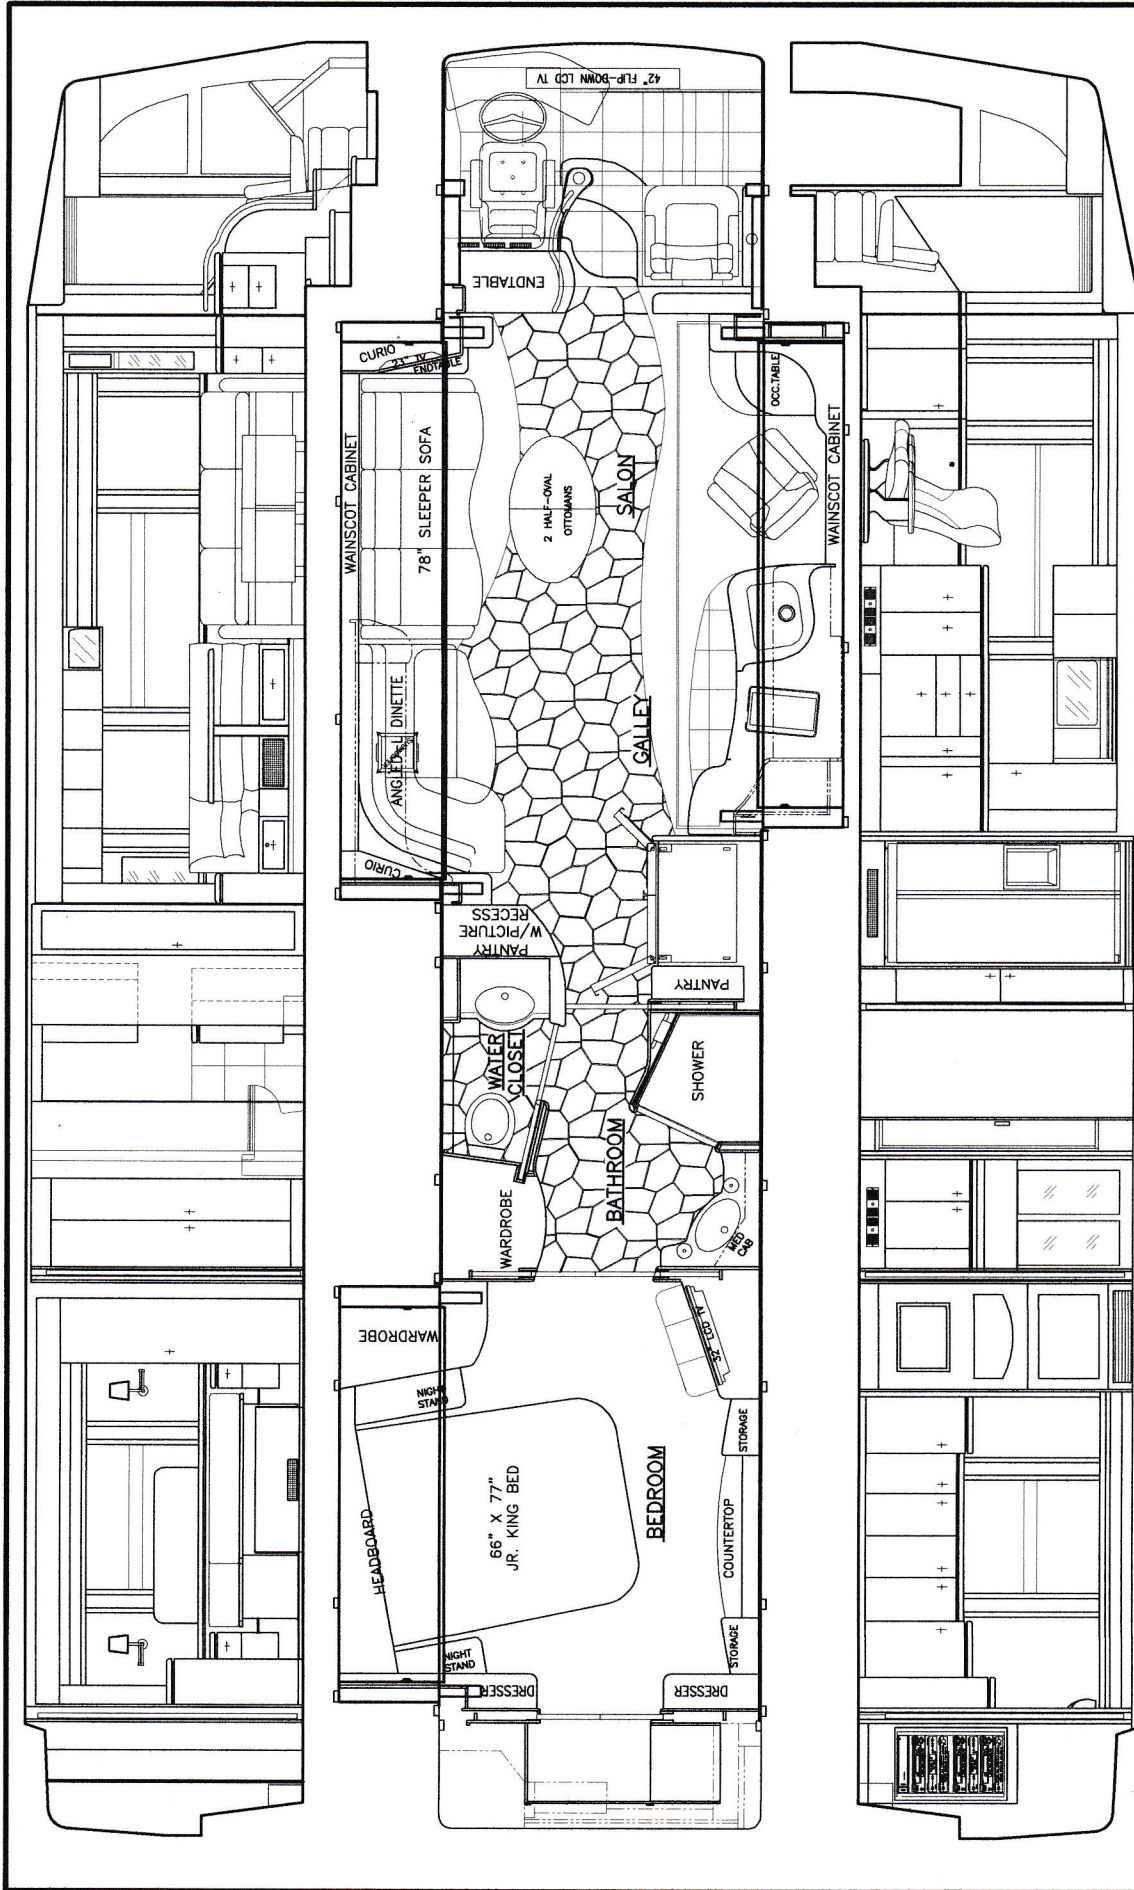 42" FLIP-DOWN LCD TV
ENDTABLE
CURIO
23" TV
ENDTABLE
WAINSCOT CABINET
78" SLEEPER SOFA
2 HALF-OVAL
OTTOMANS
SALON
OCC.TABLE
WAINSCOT CABINET
ANGLED L DINETTE
GALLEY
CURIO
PANTRY
W/PICTURE
RECESS
PANTRY
WATER
CLOSET
SHOWER
BATHROOM
WARDROBE
MED
CAB
WARDROBE
32" LCD TV
NIGHT
STAND
STORAGE
HEADBOARD
66" X 77"
JR. KING BED
BEDROOM
COUNTERTOP
NIGHT
STAND
STORAGE
DRESSER
DRESSER